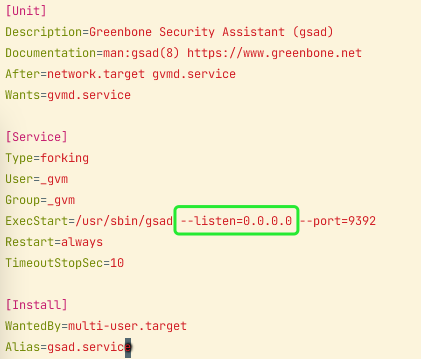 [Unit]
Description=Greenbone Security Assistant (gsad)
Documentation=man:gsad(8) https://www.greenbone.net
After=network.target gvmd.service
Wants=gvmd.service
[Service]
Type=forking
User=_gvm
Group=_gvm
ExecStart=/usr/sbin/gsad --listen=0.0.0.0 --port=9392
Restart=always
TimeoutStopSec=10
[Install]
WantedBy=multi-user.target
Alias=gsad.service